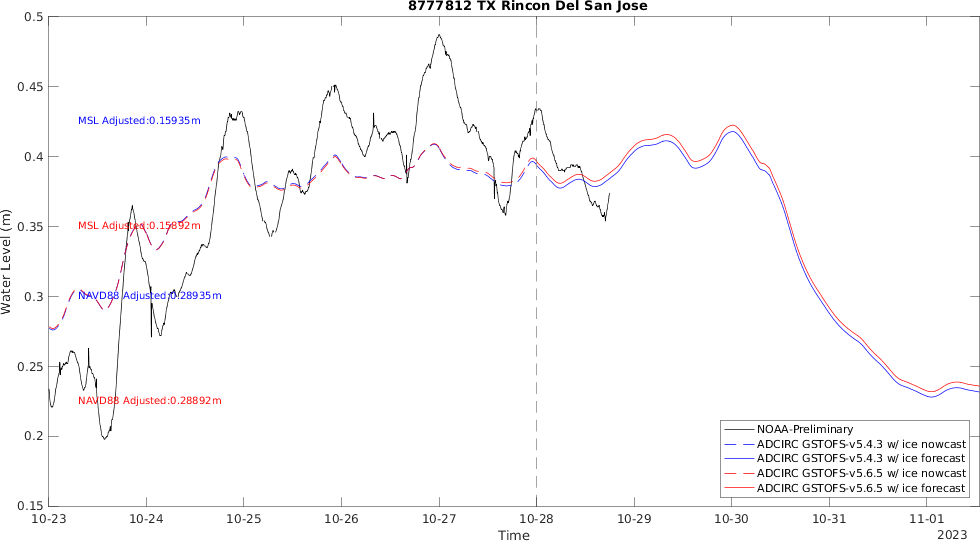 8777812 TX Rincon Del San Jose
0.5
0.45
0.4
0.35
0.3
0.25
0.2
0.15
Water Level (m)
MSL Adjusted:0.15935m
MSL Adjusted:0.15892m
NAVD88 Adjusted:0.28935m
NAVD88 Adjusted:0.28892m
NOAA-Preliminary
ADCIRC GSTOFS-v5.4.3 w/ ice nowcast
ADCIRC GSTOFS-v5.4.3 w/ ice forecast
ADCIRC GSTOFS-v5.6.5 w/ ice nowcast
ADCIRC GSTOFS-v5.6.5 w/ ice forecast
10-23 10-24 10-25 10-26 10-27 10-28 10-29 10-30 10-31 11-01
Time
2023